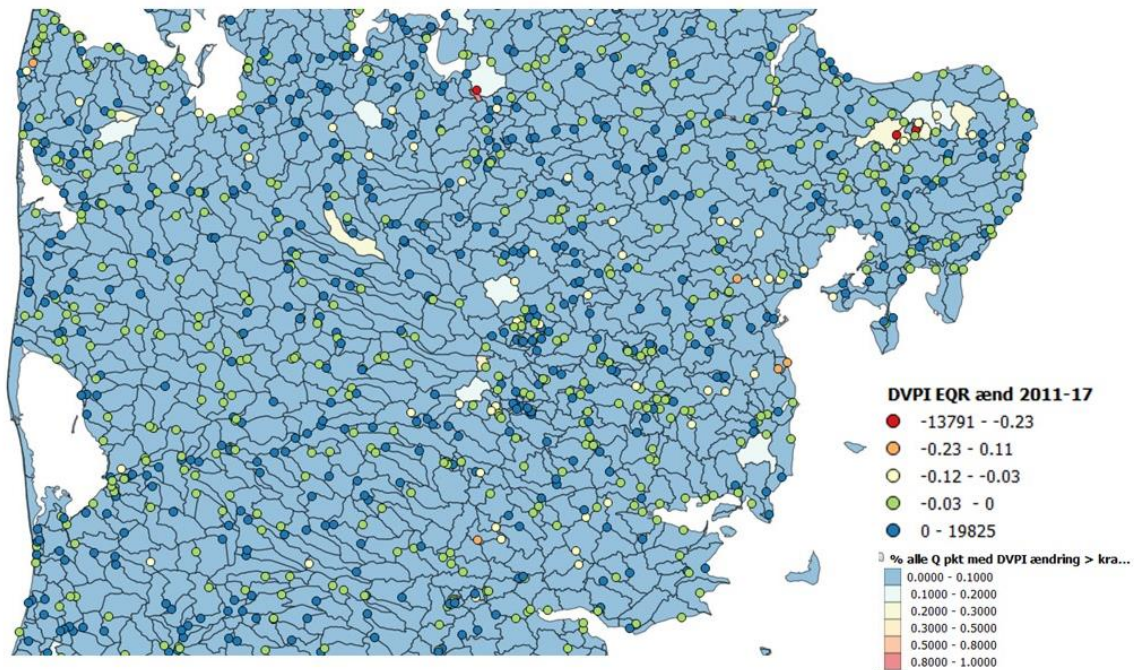 DVPI EQR ænd 2011-17
-13791 - -0.23
-0.23 - 0.11
-0.12 - -0.03
-0.03 - 0
0 - 19825
% alle Q pkt med DVPI ændring > kra...
0.0000 - 0.1000
0.1000 - 0.2000
0.2000 - 0.3000
0.3000 - 0.5000
0.5000 - 0.8000
0.8000 - 1.0000